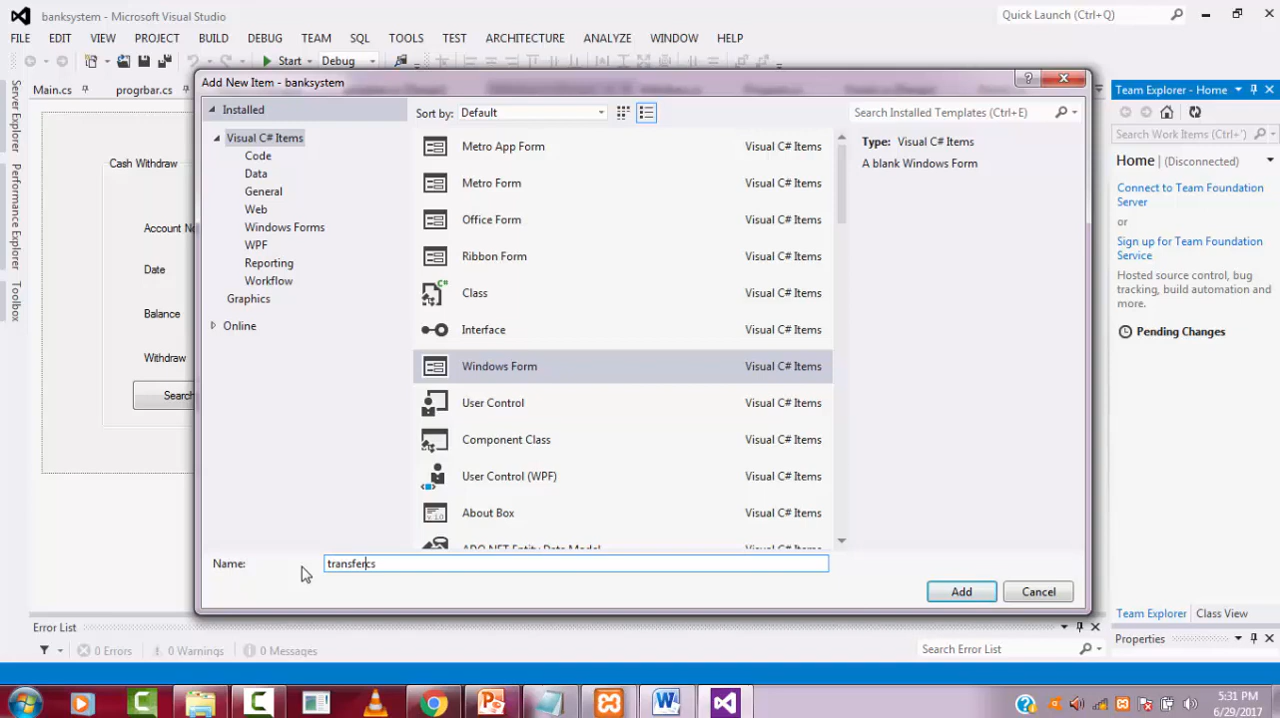 banksystem - Microsoft Visual Studio
Quick Launch (Ctrl+Q)
FILE EDIT VIEW PROJECT BUILD DEBUG TEAM SQL TOOLS TEST ARCHITECTURE ANALYZE WINDOW HELP
Start Debug
Main.cs progrbar.cs
Server Explorer
Performance Explorer
Toolbox
Cash Withdraw
Date
Balance
Withdraw
Add New Item - banksystem
Installed
Sort by: Default
Search Installed Templates (Ctrl+E)
Visual C# Items
Code
Data
General
Web
Windows Forms
WPF
Reporting
Workflow
Graphics
Online
Metro App Form Visual C# Items
Metro Form Visual C# Items
Office Form Visual C# Items
Ribbon Form Visual C# Items
Class Visual C# Items
Interface Visual C# Items
Windows Form Visual C# Items
User Control Visual C# Items
Component Class Visual C# Items
User Control (WPF) Visual C# Items
About Box Visual C# Items
ADO.NET Entity Data Model Visual C# Items
Type: Visual C# Items
A blank Windows Form
Name: transfercs
Add Cancel
Team Explorer - Home
Search Work Items (Ctrl+')
Home | (Disconnected)
Connect to Team Foundation
Server
or
Sign up for Team Foundation
Service
Hosted source control, bug
tracking, build automation and
more.
Pending Changes
Team Explorer Class View
Properties
Error List
0 Errors 0 Warnings 0 Messages
Search Error List
5:31 PM
6/29/2017